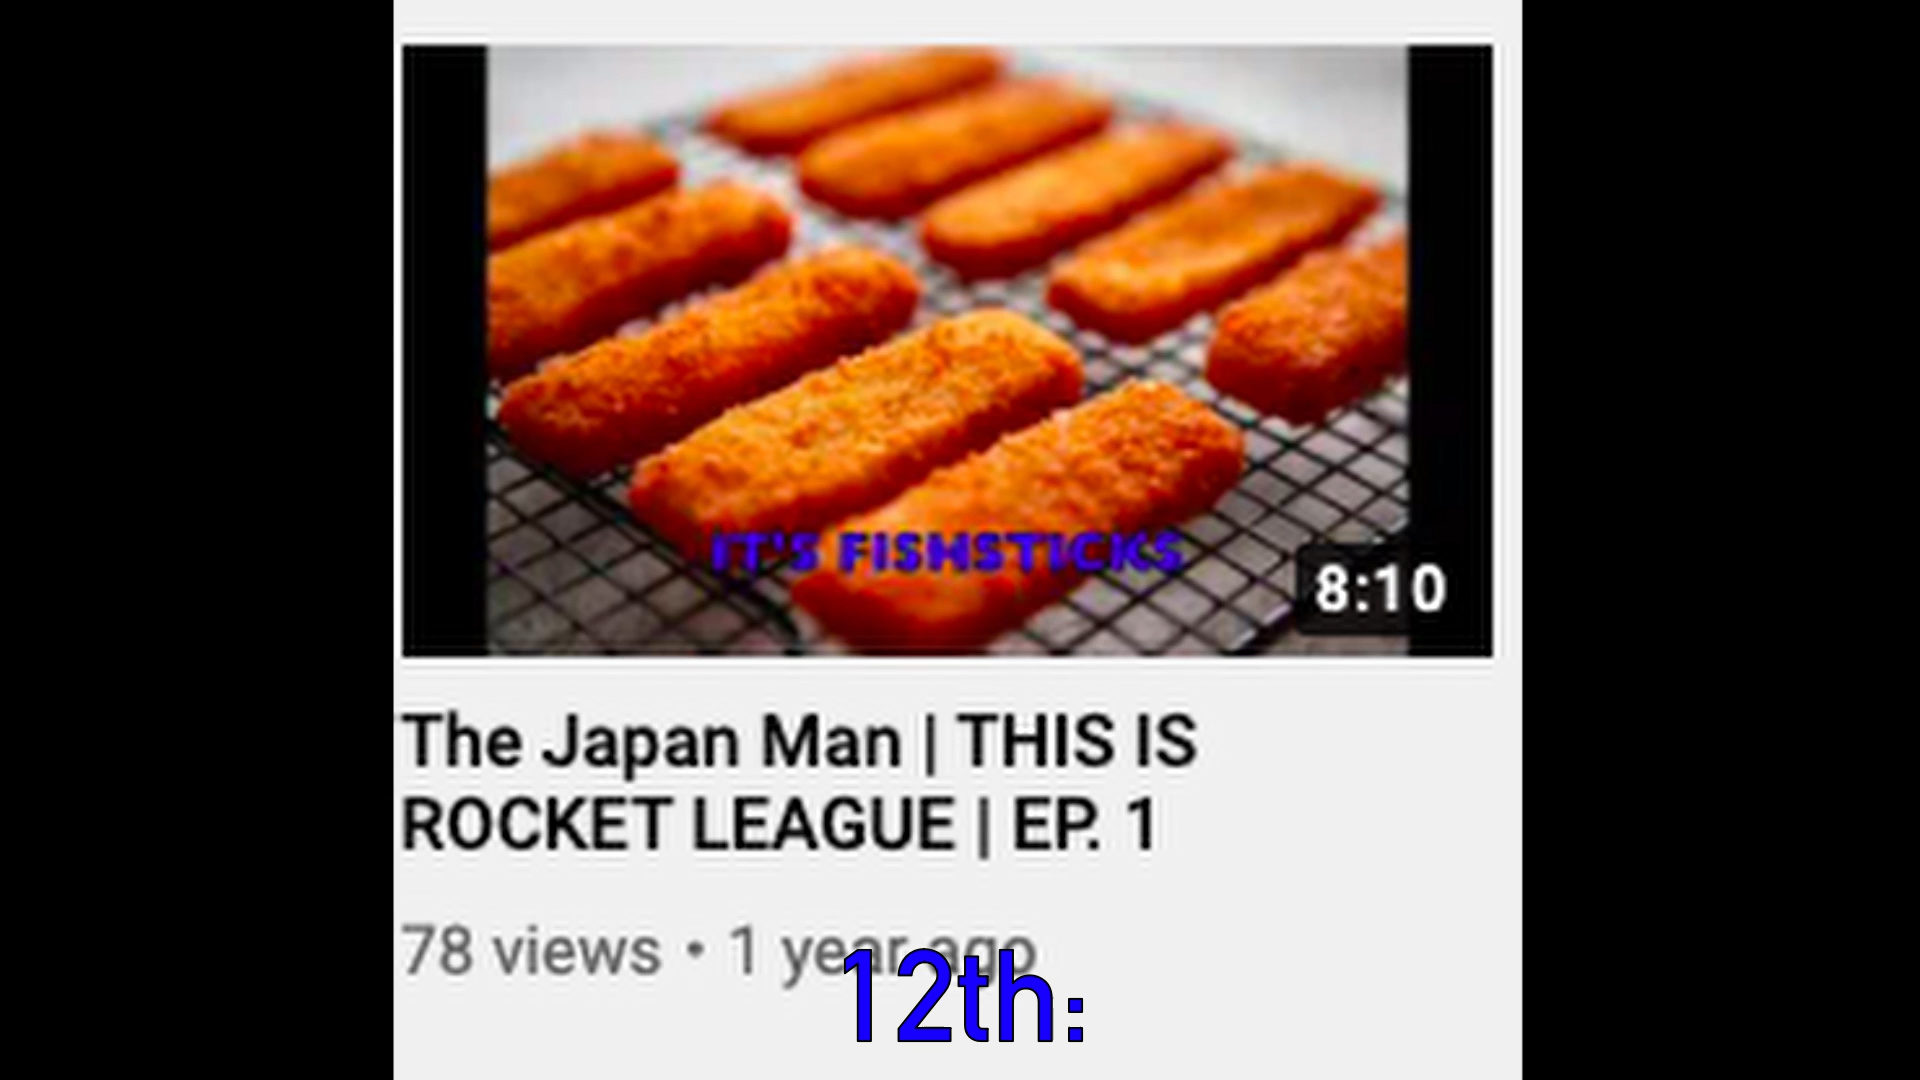 IT'S FISHSTICKS
8:10
The Japan Man | THIS IS
ROCKET LEAGUE | EP. 1
78 views • 1 year ago
12th: